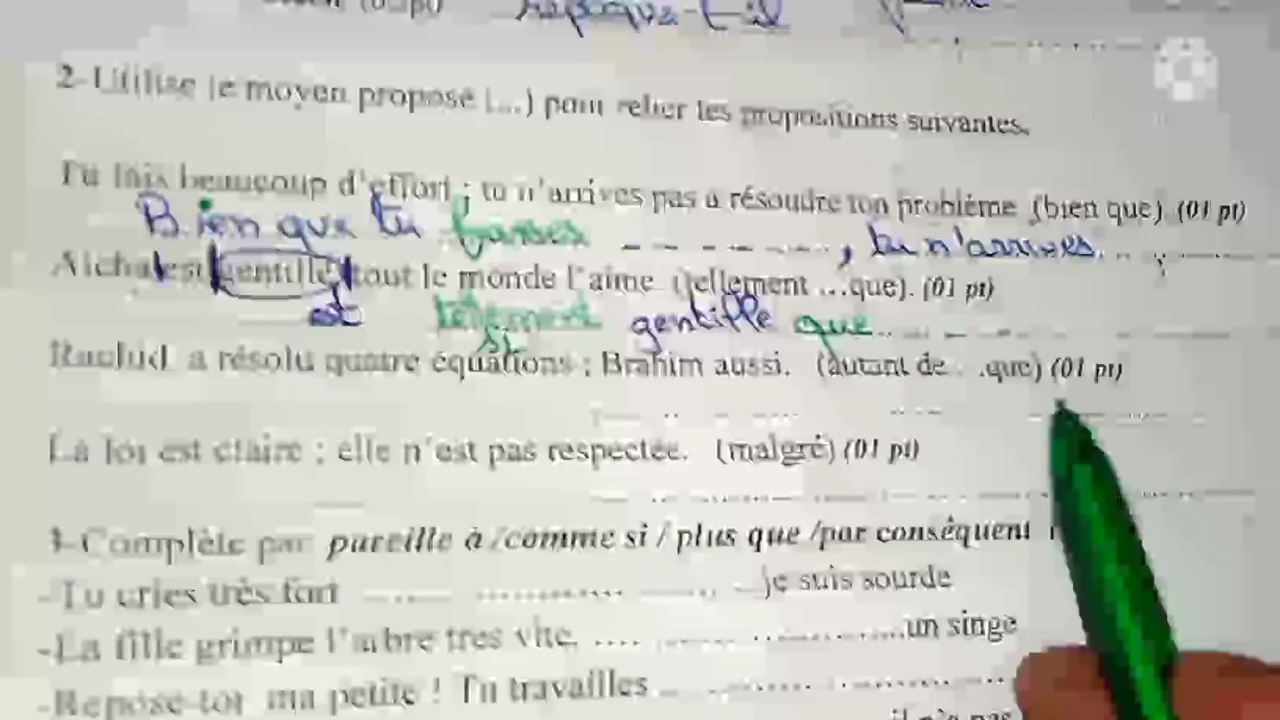 réplique-t-il
2-Utilise le moyen proposé (...) pour relier les propositions suivantes.
Tu fais beaucoup d'effort ; tu n'arrives pas à résoudre ton problème (bien que). (01 pt)
Bien que tu fasses _ _ _ _ _ ....., tu n'arrives...
Aicha est gentille tout le monde l'aime (tellement ...que). (01 pt)
est tellement gentille que...
si
Rachid a résolu quatre équations ; Brahim aussi. (autant de ...que) (01 pt)
La loi est claire ; elle n'est pas respectée. (malgré) (01 pt)
3-Complète par pareille à /comme si / plus que /par conséquent
-Tu cries très fort .................. je suis sourde
-La fille grimpe l'arbre très vite, .................. un singe
-Repose-toi ma petite ! Tu travailles ..................